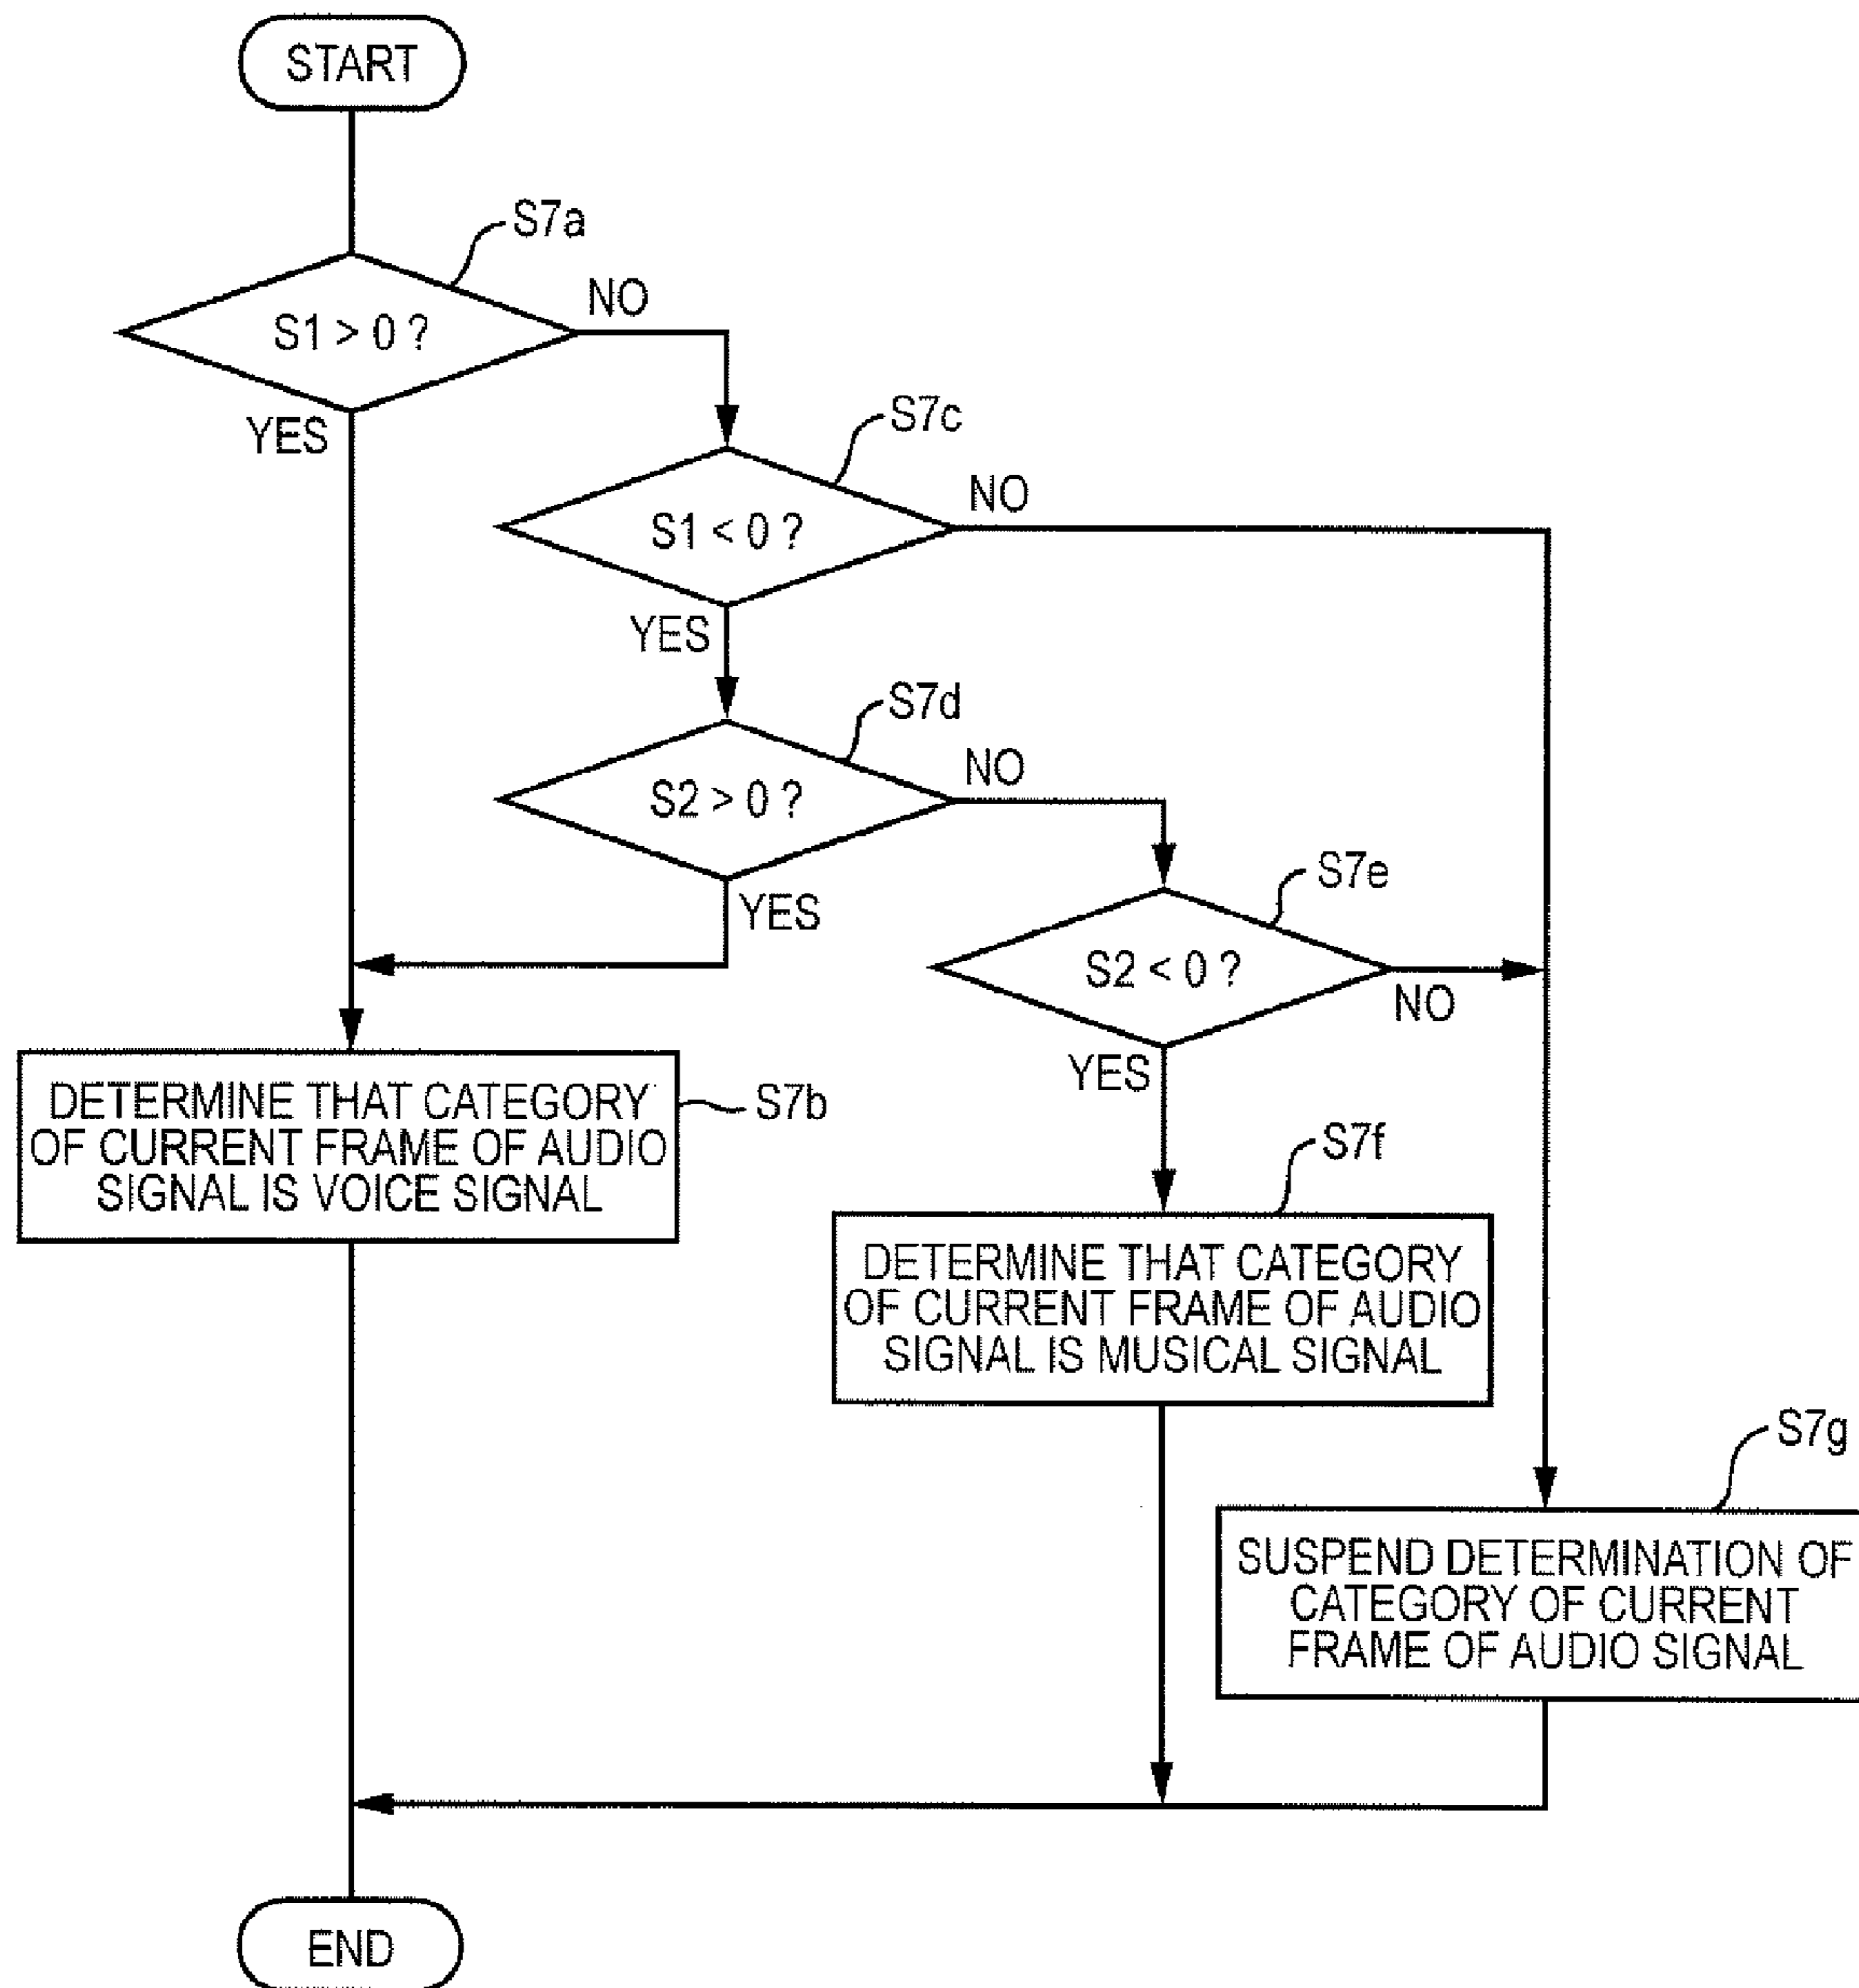 START
S7a
S1 > 0 ?
NO
YES
S7c
S1 < 0 ?
NO
YES
S7d
S2 > 0 ?
NO
YES
S7e
S2 < 0 ?
NO
YES
DETERMINE THAT CATEGORY
OF CURRENT FRAME OF AUDIO
SIGNAL IS VOICE SIGNAL
S7b
S7f
DETERMINE THAT CATEGORY
OF CURRENT FRAME OF AUDIO
SIGNAL IS MUSICAL SIGNAL
S7g
SUSPEND DETERMINATION OF
CATEGORY OF CURRENT
FRAME OF AUDIO SIGNAL
END